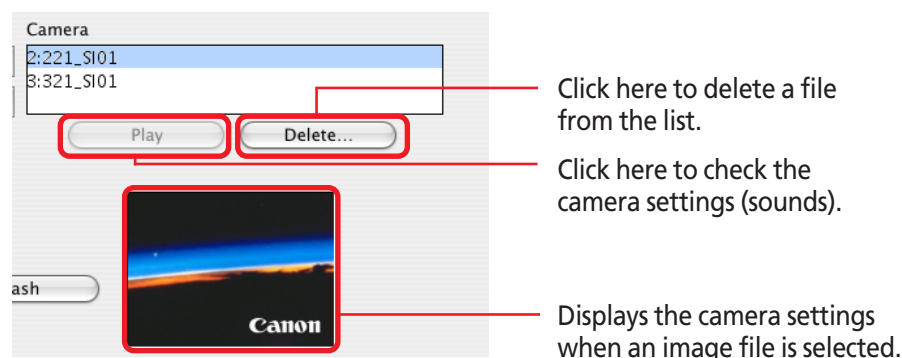 Camera
2:221_SI01
3:321_SI01
Play
Delete...
Click here to delete a file
from the list.
Click here to check the
camera settings (sounds).
ash
Canon
Displays the camera settings
when an image file is selected.